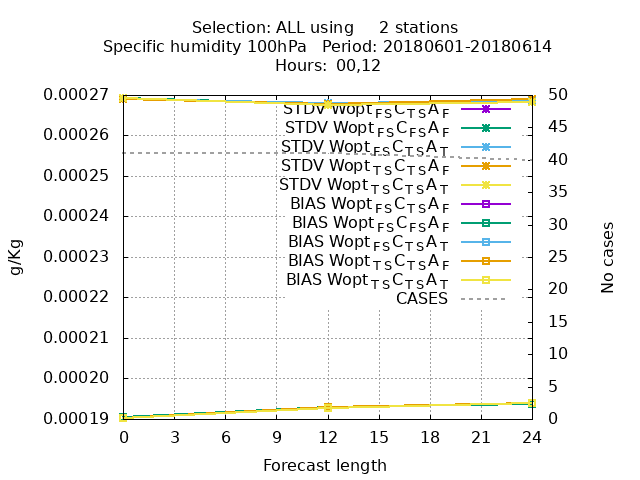 Selection: ALL using 2 stations
Specific humidity 100hPa Period: 20180601-20180614
Hours: 00,12
0.00027
0.00026
0.00025
0.00024
0.00023
0.00022
0.00021
0.00020
0.00019
g/Kg
STDV Wopt FS C TS A F
STDV Wopt FS C FS A F
STDV Wopt FS C TS A T
STDV Wopt TS C TS A F
STDV Wopt TS C TS A T
BIAS Wopt FS C TS A F
BIAS Wopt FS C FS A F
BIAS Wopt FS C TS A T
BIAS Wopt TS C TS A F
BIAS Wopt TS C TS A T
CASES
50
45
40
35
30
25
20
15
10
5
0
No cases
0 3 6 9 12 15 18 21 24
Forecast length